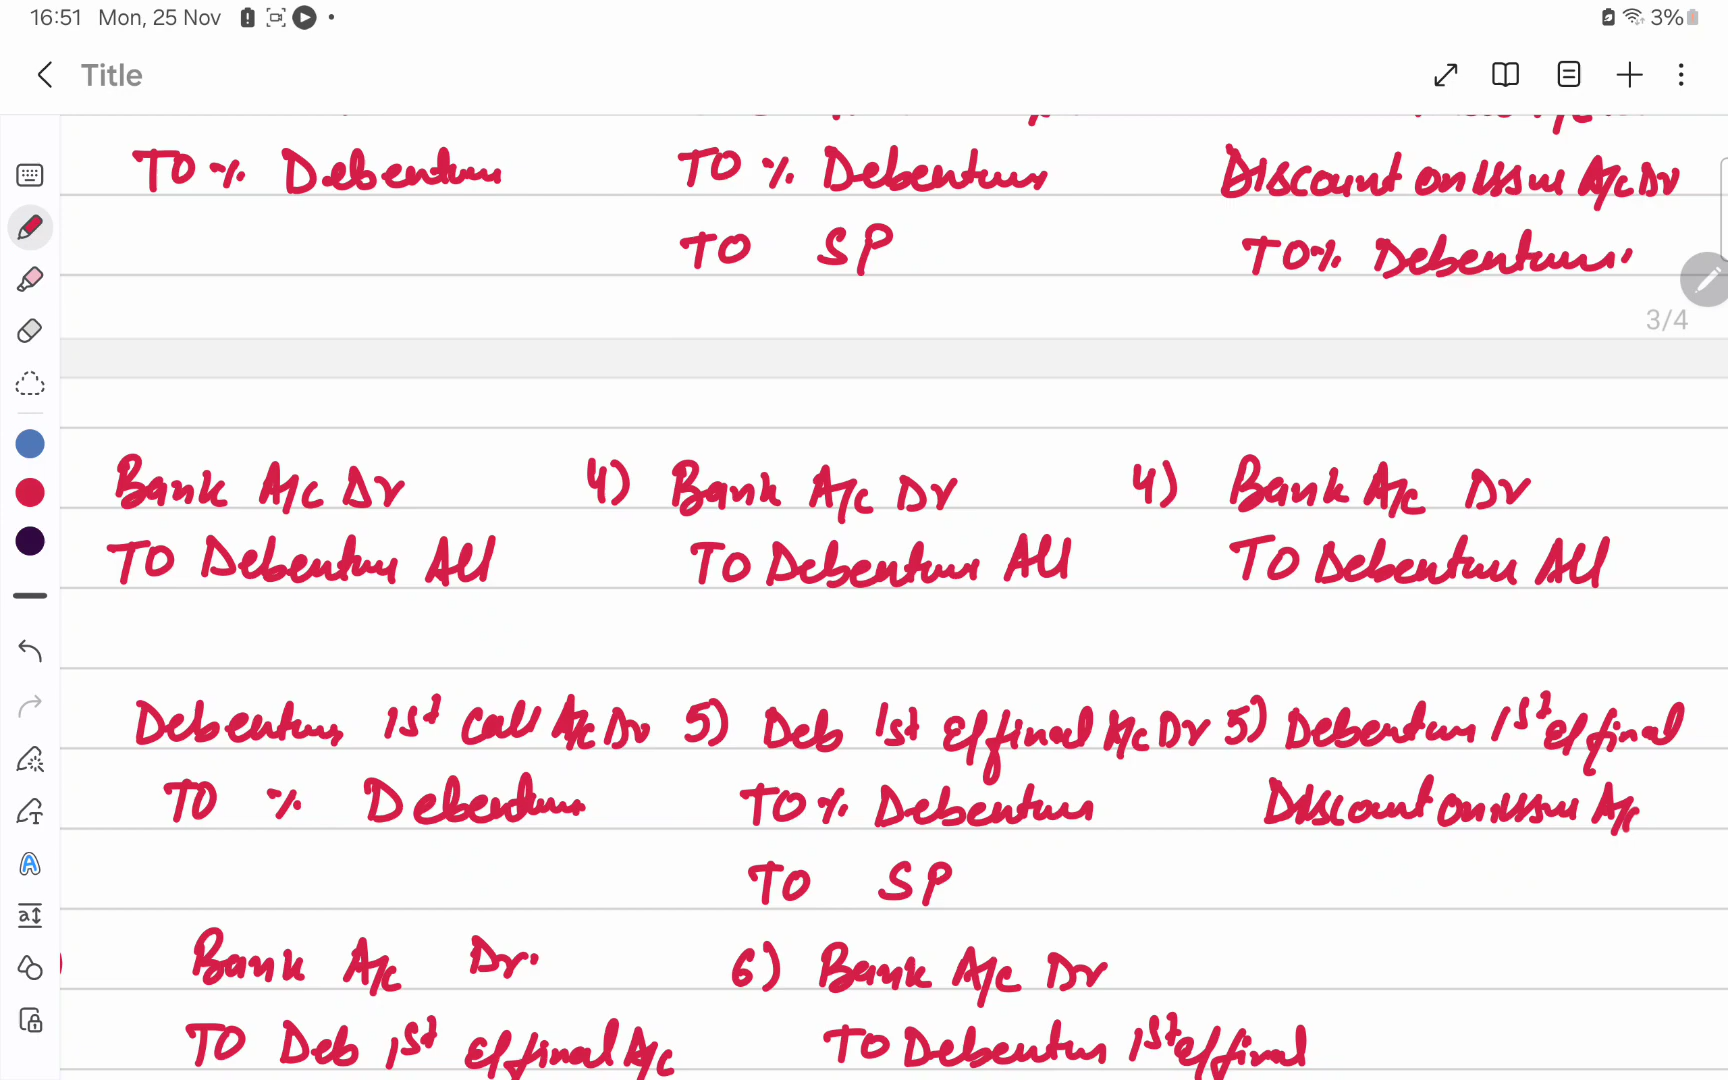 16:51 Mon, 25 Nov 3%
Title
To % Debenture To % Debenture Discount on issue A/c Dr
To SP To % Debenture
3/4
Bank A/c Dr 4) Bank A/c Dr 4) Bank A/c Dr
To Debenture All To Debenture All To Debenture All
Debenture 1st Call A/c Dr 5) Deb 1st & final A/c Dr 5) Debenture 1st & final
To % Debenture To % Debenture Discount on issue A/c
To SP
Bank A/c Dr. 6) Bank A/c Dr
To Deb 1st & final A/c To Debenture 1st & final